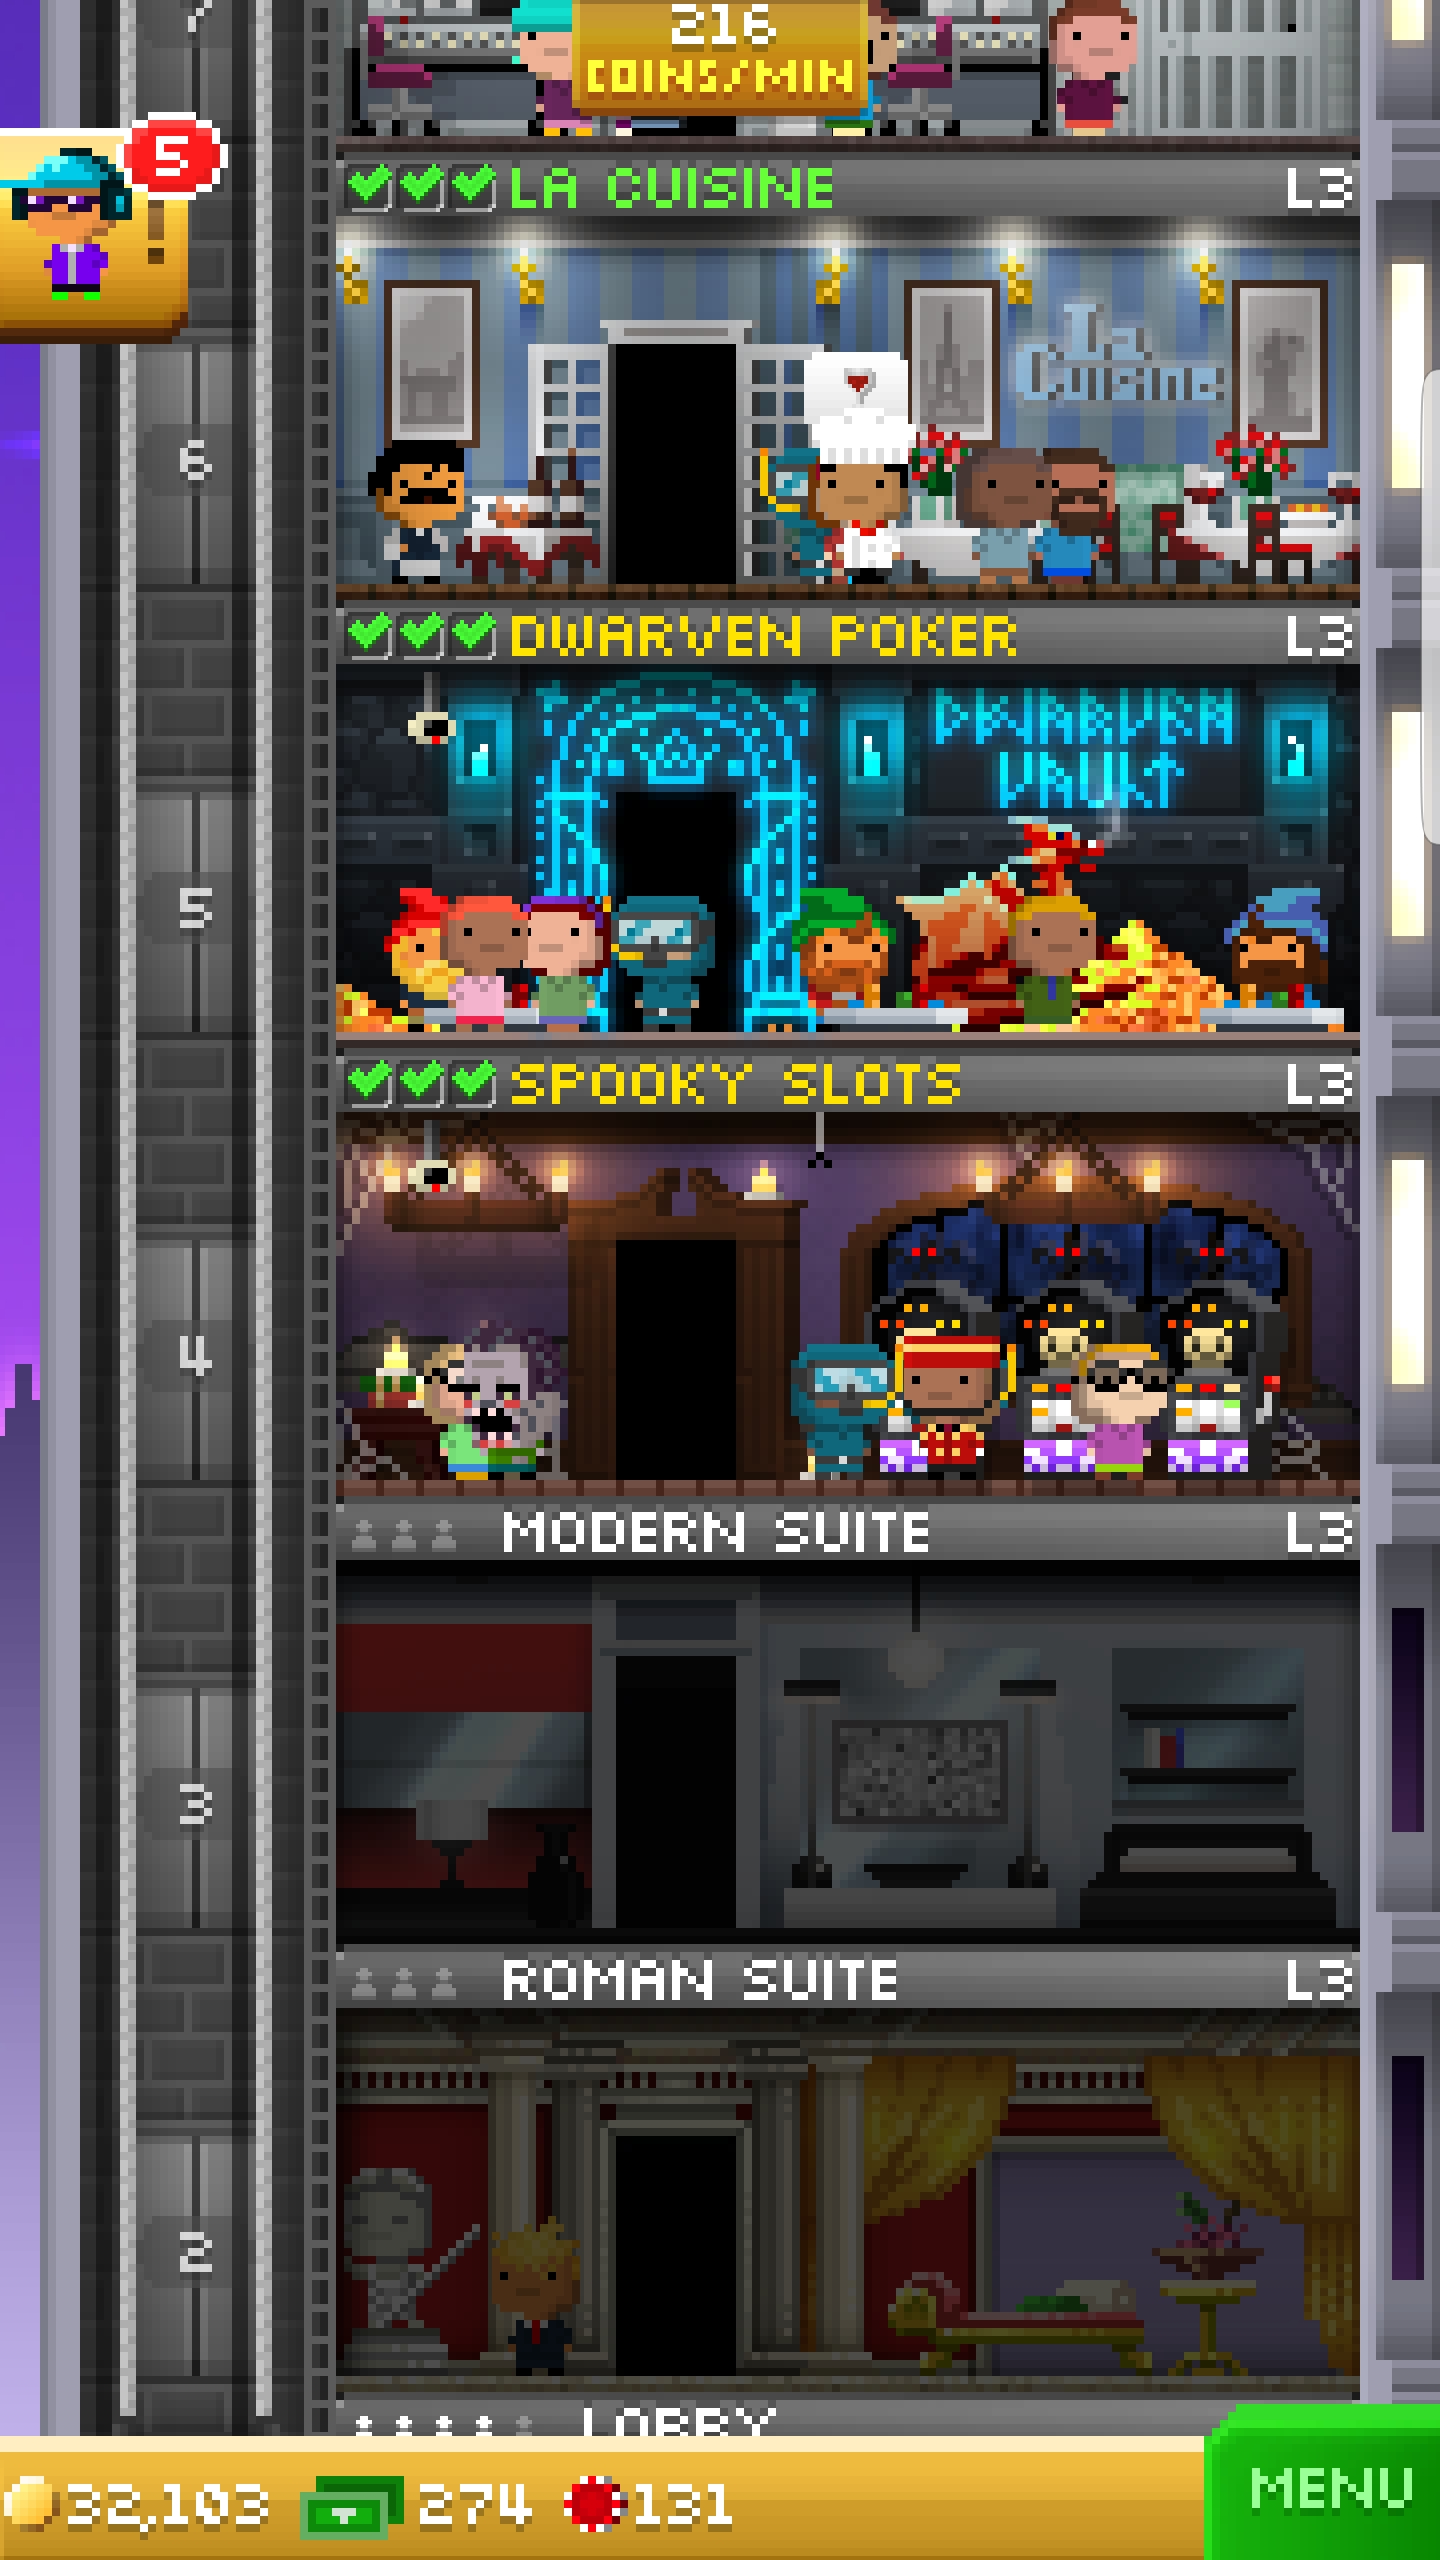 216
COINS/MIN
5
!
LA CUISINE L3
La
Cuisine
6
DWARVEN POKER L3
DWARVEN
VAULT
5
SPOOKY SLOTS L3
4
MODERN SUITE L3
3
ROMAN SUITE L3
2
LOBBY
32,103 274 131
MENU